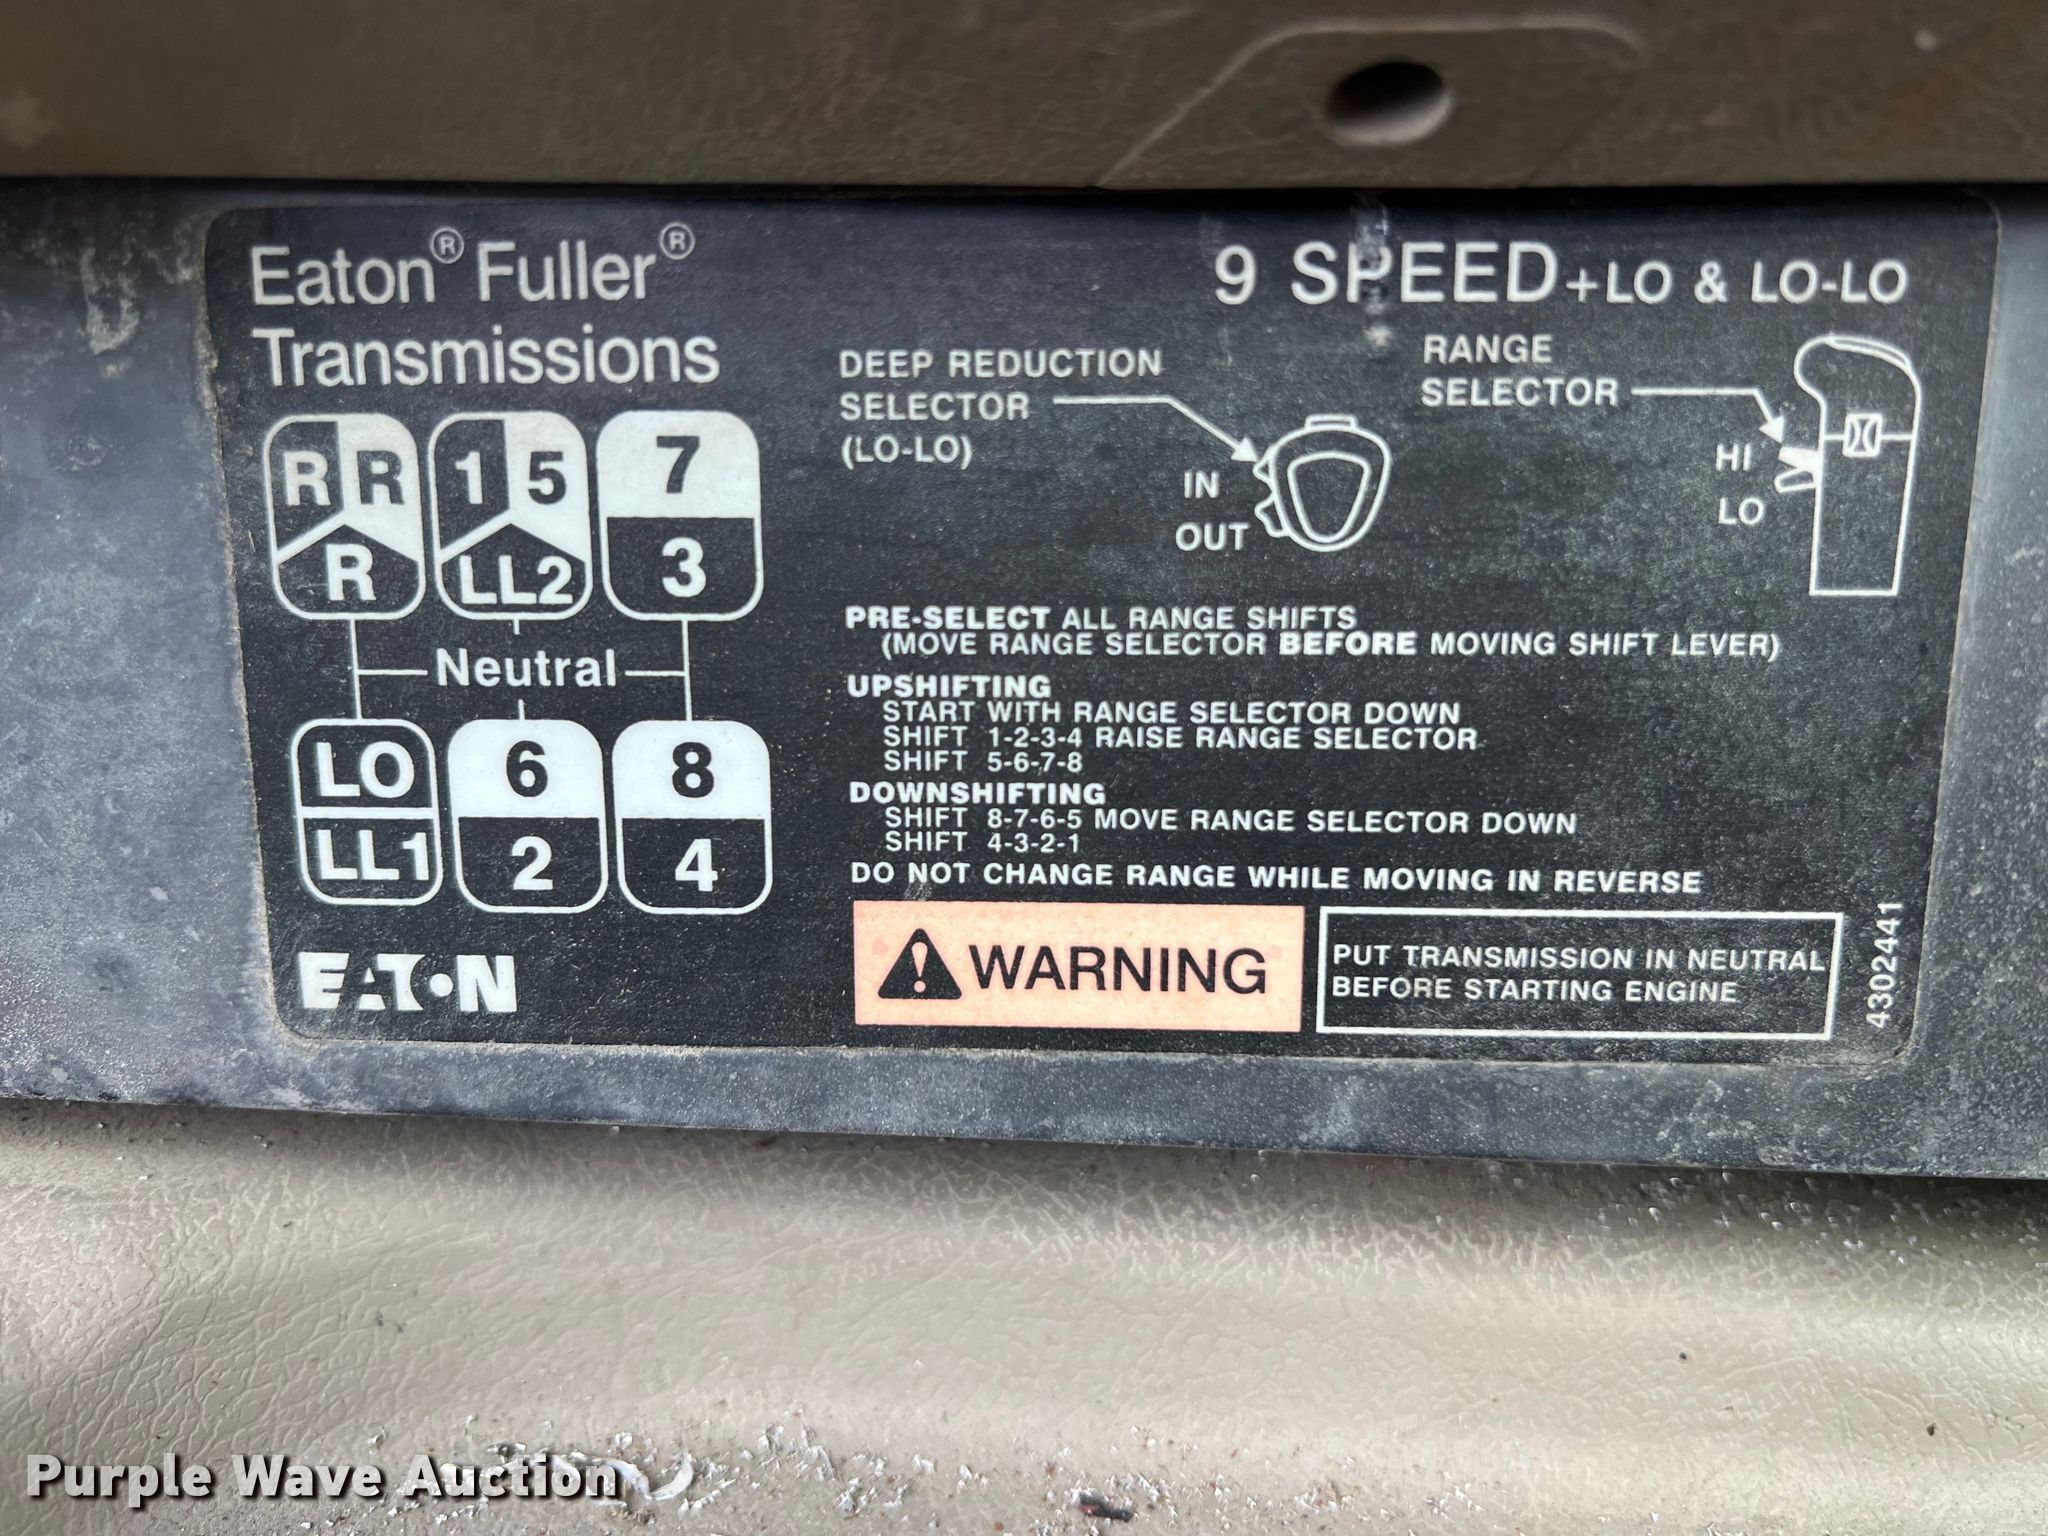 Eaton® Fuller®
Transmissions
9 SPEED +LO & LO-LO
R R
R
1 5
LL2
7
3
Neutral
LO
LL1
6
2
8
4
EATON
DEEP REDUCTION
SELECTOR
(LO-LO)
IN
OUT
RANGE
SELECTOR
HI
LO
PRE-SELECT ALL RANGE SHIFTS
(MOVE RANGE SELECTOR BEFORE MOVING SHIFT LEVER)
UPSHIFTING
START WITH RANGE SELECTOR DOWN
SHIFT 1-2-3-4 RAISE RANGE SELECTOR
SHIFT 5-6-7-8
DOWNSHIFTING
SHIFT 8-7-6-5 MOVE RANGE SELECTOR DOWN
SHIFT 4-3-2-1
DO NOT CHANGE RANGE WHILE MOVING IN REVERSE
WARNING
PUT TRANSMISSION IN NEUTRAL
BEFORE STARTING ENGINE
4302441
Purple Wave Auction